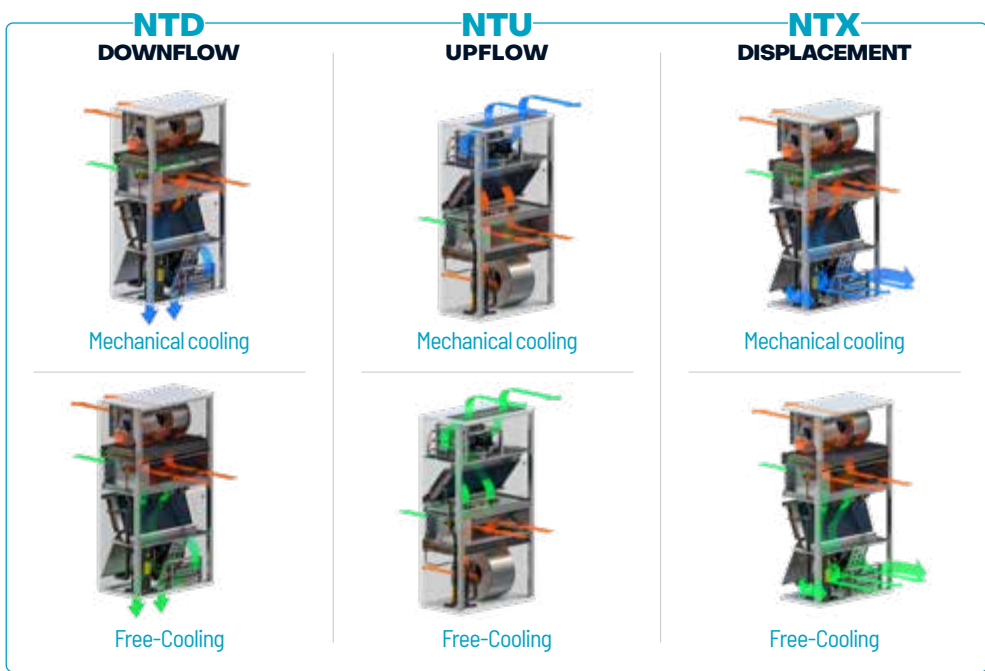 NTD
DOWNFLOW
Mechanical cooling
Free-Cooling
NTU
UPFLOW
Mechanical cooling
Free-Cooling
NTX
DISPLACEMENT
Mechanical cooling
Free-Cooling